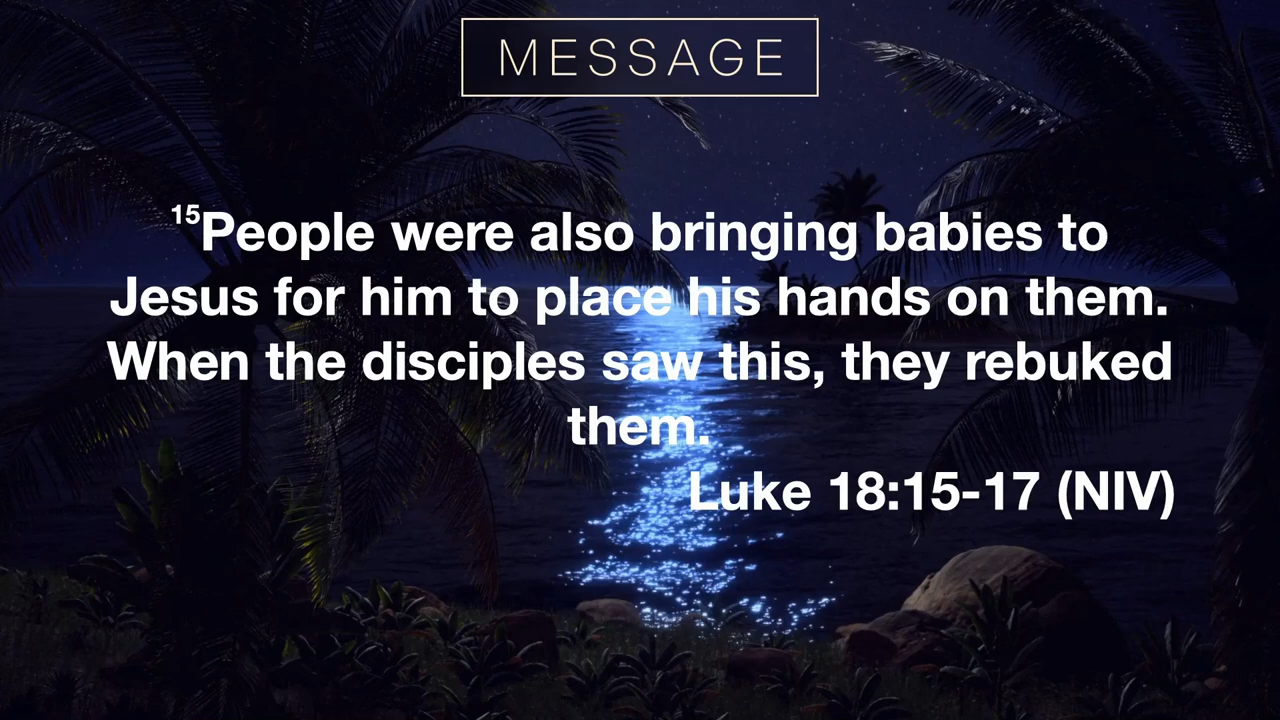 MESSAGE
15People were also bringing babies to
Jesus for him to place his hands on them.
When the disciples saw this, they rebuked
them.
Luke 18:15-17 (NIV)